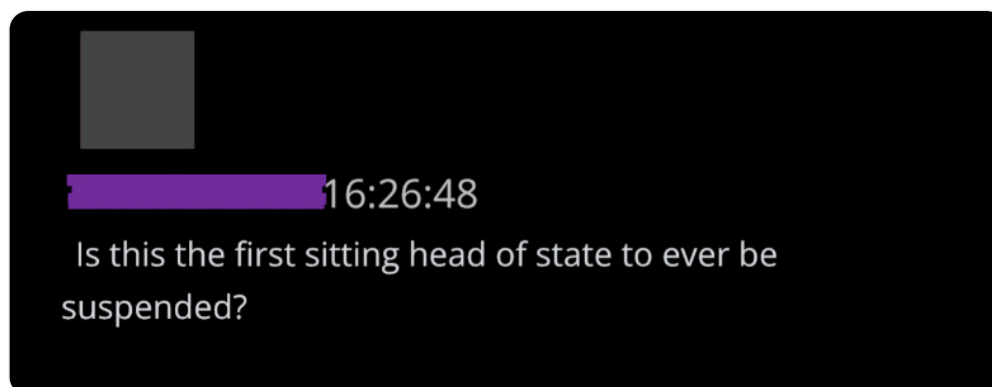 16:26:48
Is this the first sitting head of state to ever be
suspended?